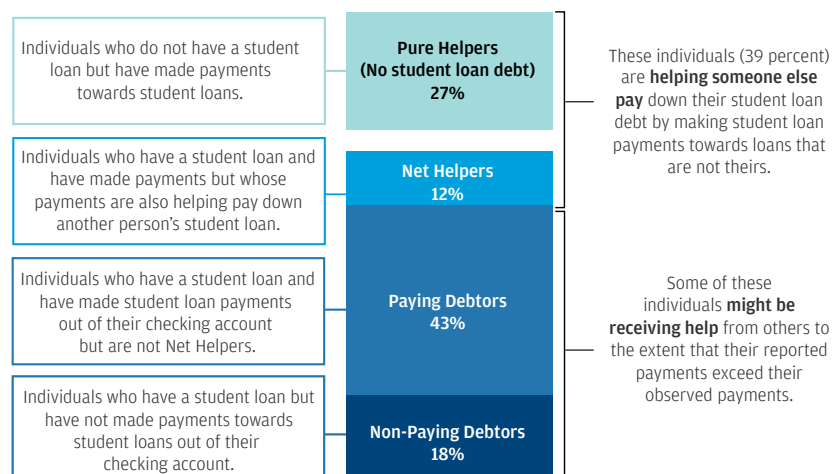 Individuals who do not have a student
loan but have made payments
towards student loans.
Pure Helpers
(No student loan debt)
27%
These individuals (39 percent)
are helping someone else
pay down their student loan
debt by making student loan
payments towards loans that
are not theirs.
Individuals who have a student loan and
have made payments but whose
payments are also helping pay down
another person's student loan.
Net Helpers
12%
Individuals who have a student loan and
have made student loan payments
out of their checking account
but are not Net Helpers.
Paying Debtors
43%
Some of these
individuals might be
receiving help from others to
the extent that their reported
payments exceed their
observed payments.
Individuals who have a student loan but
have not made payments towards
student loans out of their
checking account.
Non-Paying Debtors
18%